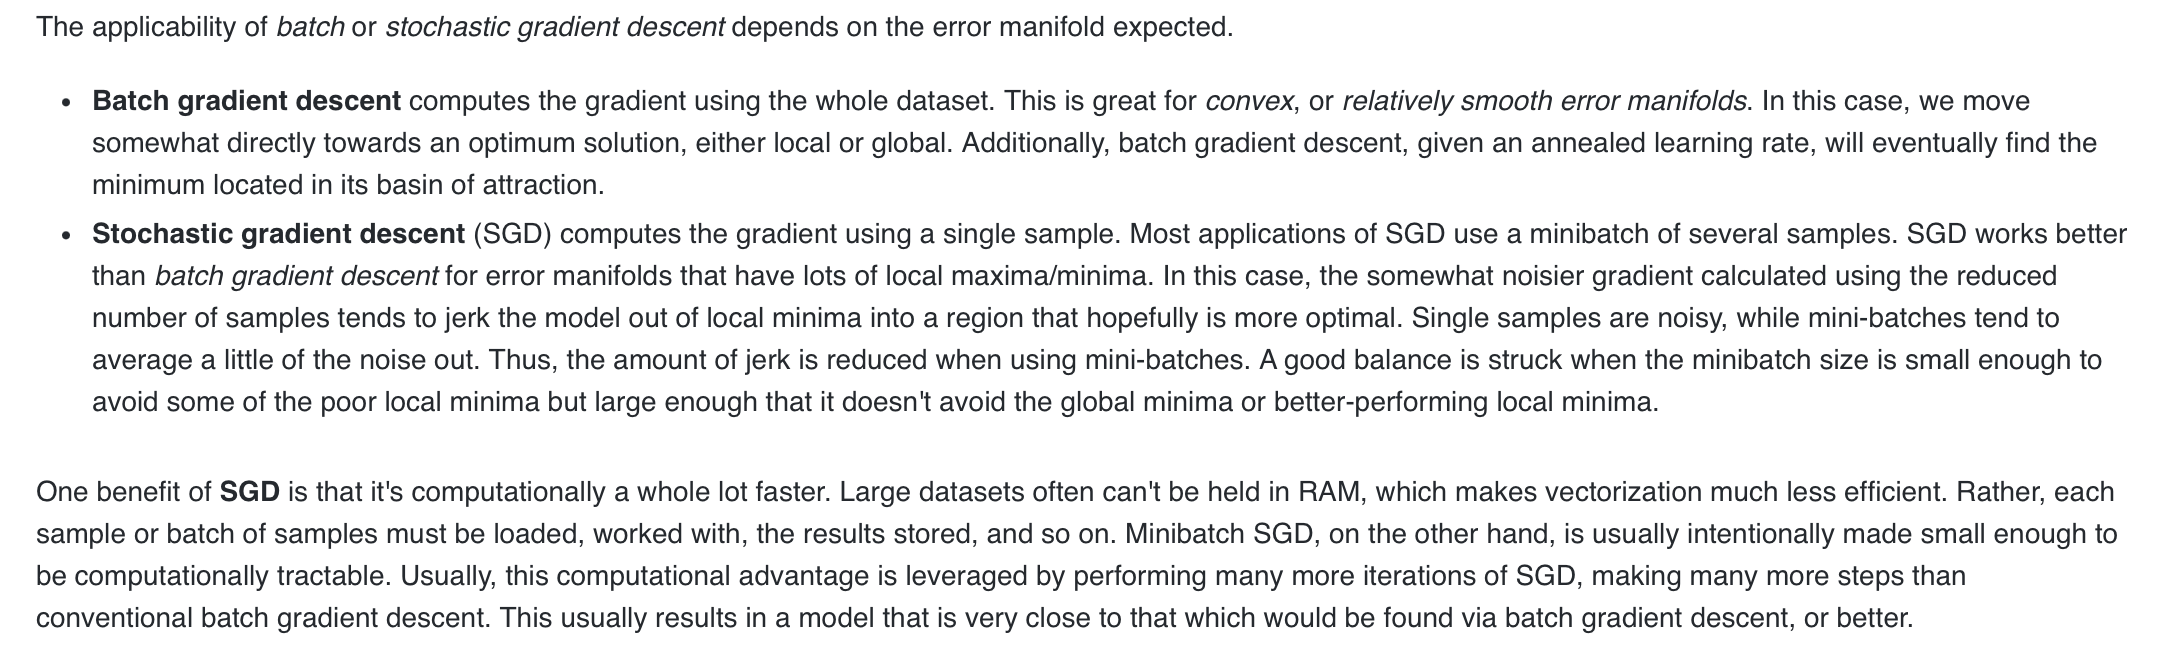 The applicability of batch or stochastic gradient descent depends on the error manifold expected.
• Batch gradient descent computes the gradient using the whole dataset. This is great for convex, or relatively smooth error manifolds. In this case, we move
somewhat directly towards an optimum solution, either local or global. Additionally, batch gradient descent, given an annealed learning rate, will eventually find the
minimum located in its basin of attraction.
• Stochastic gradient descent (SGD) computes the gradient using a single sample. Most applications of SGD use a minibatch of several samples. SGD works better
than batch gradient descent for error manifolds that have lots of local maxima/minima. In this case, the somewhat noisier gradient calculated using the reduced
number of samples tends to jerk the model out of local minima into a region that hopefully is more optimal. Single samples are noisy, while mini-batches tend to
average a little of the noise out. Thus, the amount of jerk is reduced when using mini-batches. A good balance is struck when the minibatch size is small enough to
avoid some of the poor local minima but large enough that it doesn't avoid the global minima or better-performing local minima.
One benefit of SGD is that it's computationally a whole lot faster. Large datasets often can't be held in RAM, which makes vectorization much less efficient. Rather, each
sample or batch of samples must be loaded, worked with, the results stored, and so on. Minibatch SGD, on the other hand, is usually intentionally made small enough to
be computationally tractable. Usually, this computational advantage is leveraged by performing many more iterations of SGD, making many more steps than
conventional batch gradient descent. This usually results in a model that is very close to that which would be found via batch gradient descent, or better.